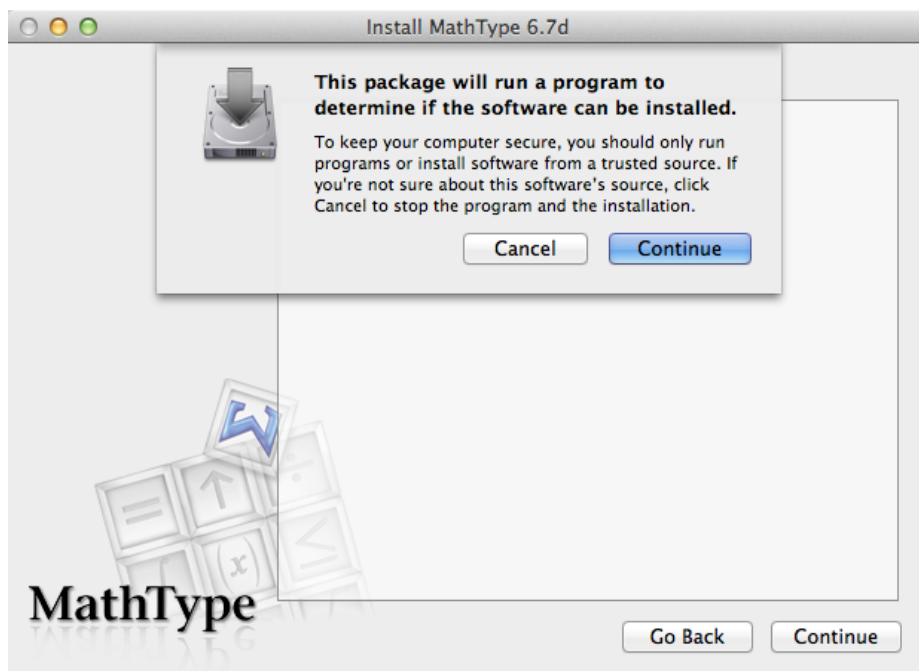 Install MathType 6.7d
This package will run a program to
determine if the software can be installed.
To keep your computer secure, you should only run
programs or install software from a trusted source. If
you're not sure about this software's source, click
Cancel to stop the program and the installation.
Cancel Continue
Σ
÷
= ↑
≤
∫ (x)
MathType
Go Back Continue